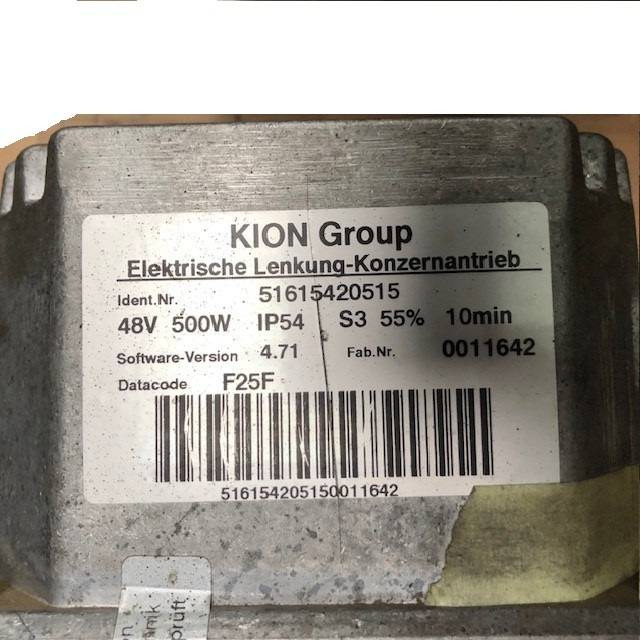 KION Group
Elektrische Lenkung-Konzernantrieb
Ident.Nr. 51615420515
48V 500W IP54 S3 55% 10min
Software-Version 4.71 Fab.Nr. 0011642
Datacode F25F
516154205150011642